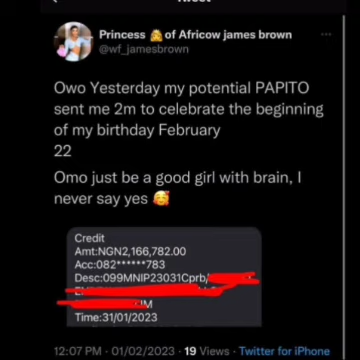 Tweet
Princess of Africow james brown
@wf_jamesbrown
Owo Yesterday my potential PAPITO
sent me 2m to celebrate the beginning
of my birthday February
22
Omo just be a good girl with brain, I
never say yes
Credit
Amt:NGN2,166,782.00
Acc:082******783
Desc:099MNIP23031Cprb/
Time:31/01/2023
12:07 PM · 01/02/2023 · 19 Views · Twitter for iPhone